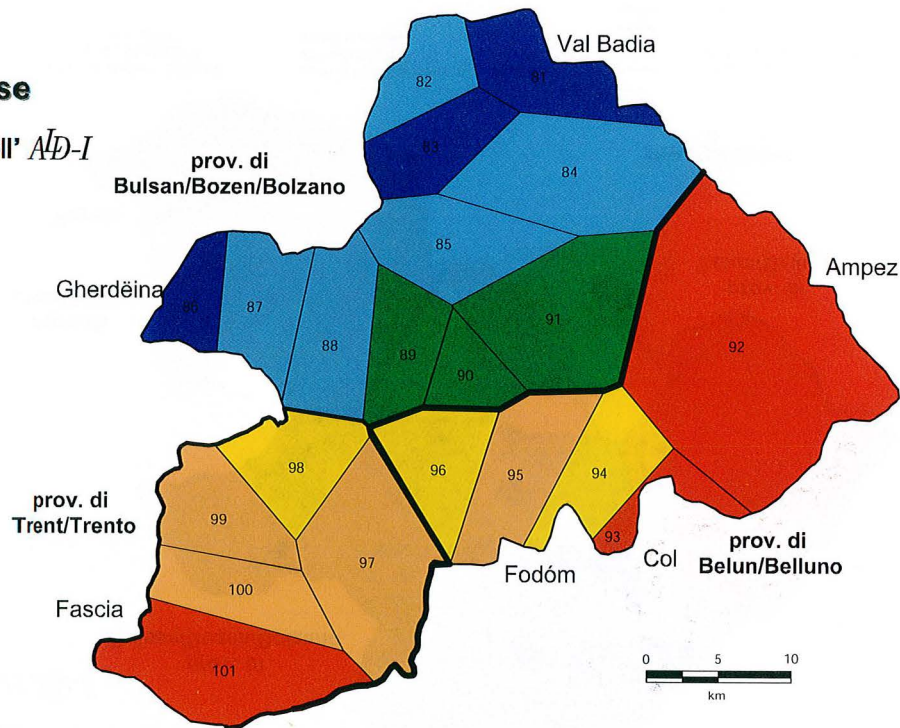 se
ll' ALD-I
prov. di
Bulsan/Bozen/Bolzano
Val Badia
82
81
83
84
85
Gherdëina
86
87
88
89
90
91
Ampez
92
98
96
95
94
93
prov. di
Trent/Trento
99
97
100
Fascia
101
Fodóm
Col
prov. di
Belun/Belluno
0 5 10
km